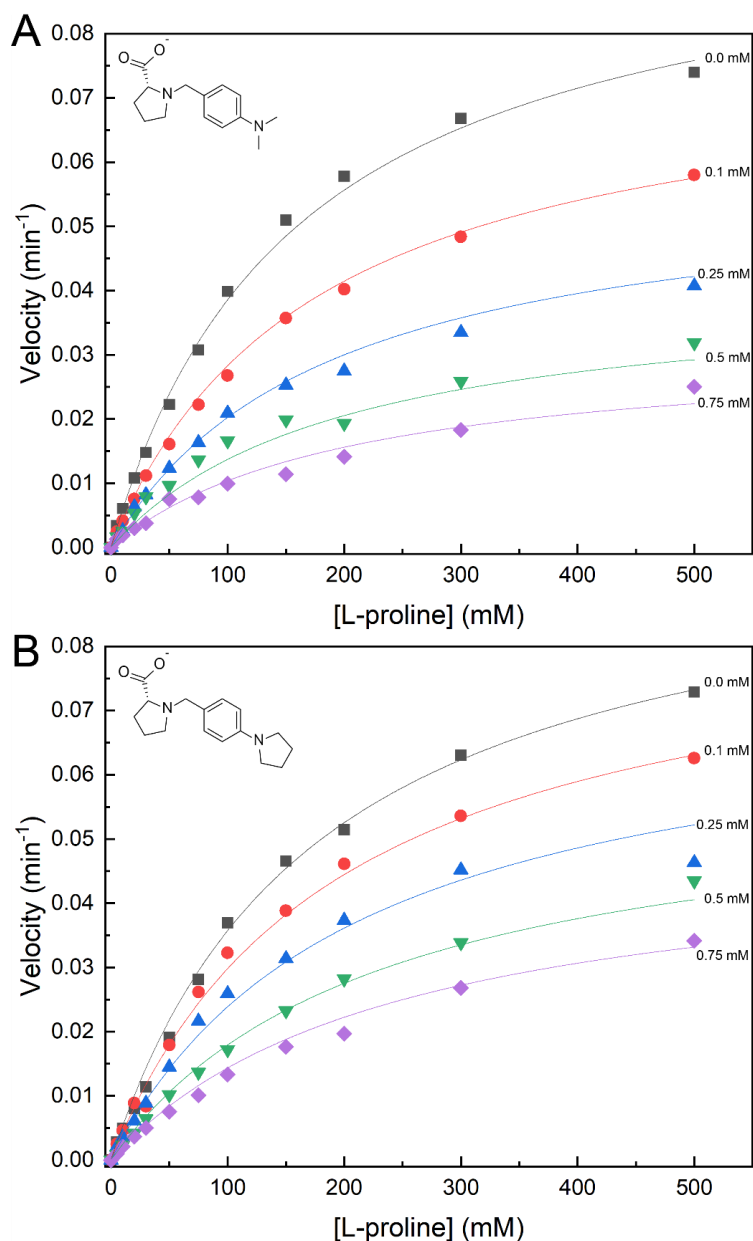 A
0.08
0.07
0.06
0.05
0.04
0.03
0.02
0.01
0.00
Velocity (min⁻¹)
O
O⁻
N
N
0.0 mM
0.1 mM
0.25 mM
0.5 mM
0.75 mM
0 100 200 300 400 500
[L-proline] (mM)
B
0.08
0.07
0.06
0.05
0.04
0.03
0.02
0.01
0.00
Velocity (min⁻¹)
O
O⁻
N
N
0.0 mM
0.1 mM
0.25 mM
0.5 mM
0.75 mM
0 100 200 300 400 500
[L-proline] (mM)